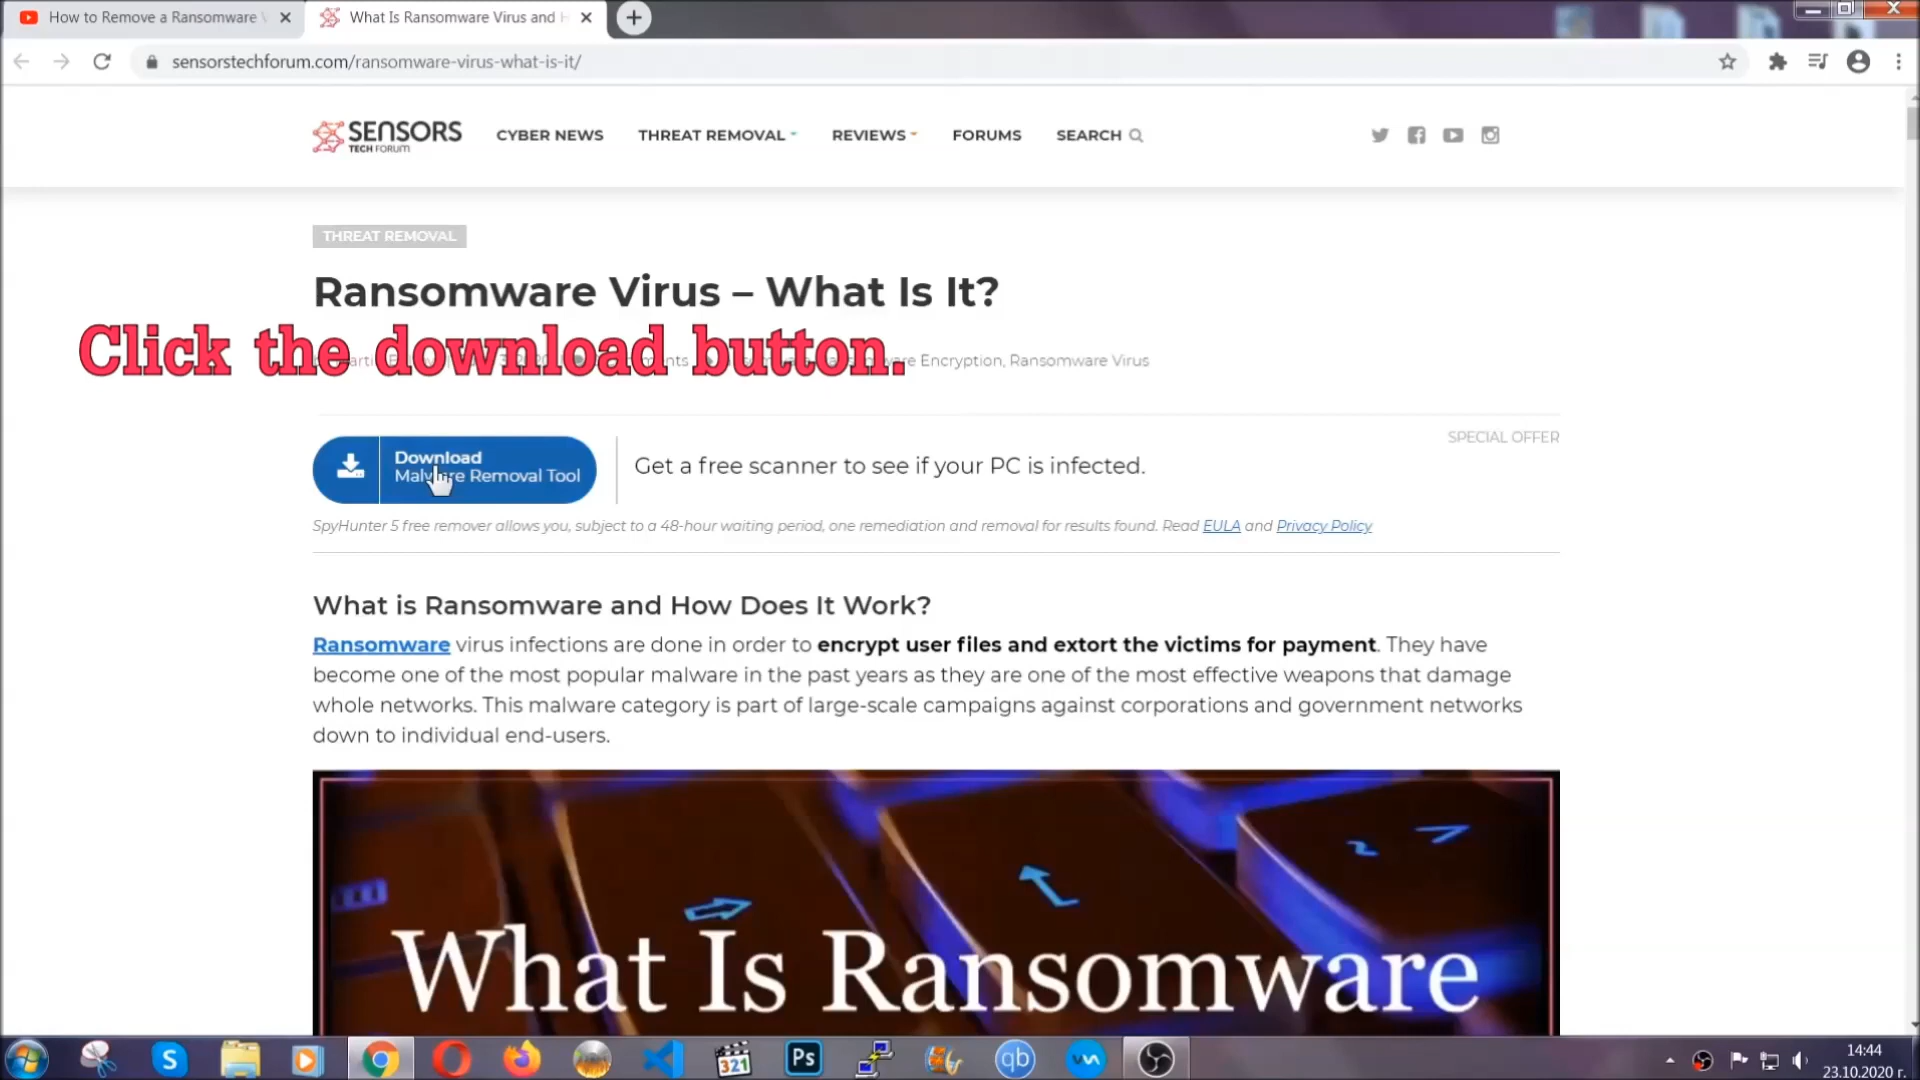 How to Remove a Ransomware V
What Is Ransomware Virus and H
sensorstechforum.com/ransomware-virus-what-is-it/
SENSORS
TECH FORUM
CYBER NEWS
THREAT REMOVAL
REVIEWS
FORUMS
SEARCH
THREAT REMOVAL
Ransomware Virus – What Is It?
Click the download button.
Encryption, Ransomware Virus
SPECIAL OFFER
Download
Malware Removal Tool
Get a free scanner to see if your PC is infected.
SpyHunter 5 free remover allows you, subject to a 48-hour waiting period, one remediation and removal for results found. Read EULA and Privacy Policy
What is Ransomware and How Does It Work?
Ransomware virus infections are done in order to encrypt user files and extort the victims for payment. They have
become one of the most popular malware in the past years as they are one of the most effective weapons that damage
whole networks. This malware category is part of large-scale campaigns against corporations and government networks
down to individual end-users.
What Is Ransomware
S
321
Ps
qb
14:44
23.10.2020 г.